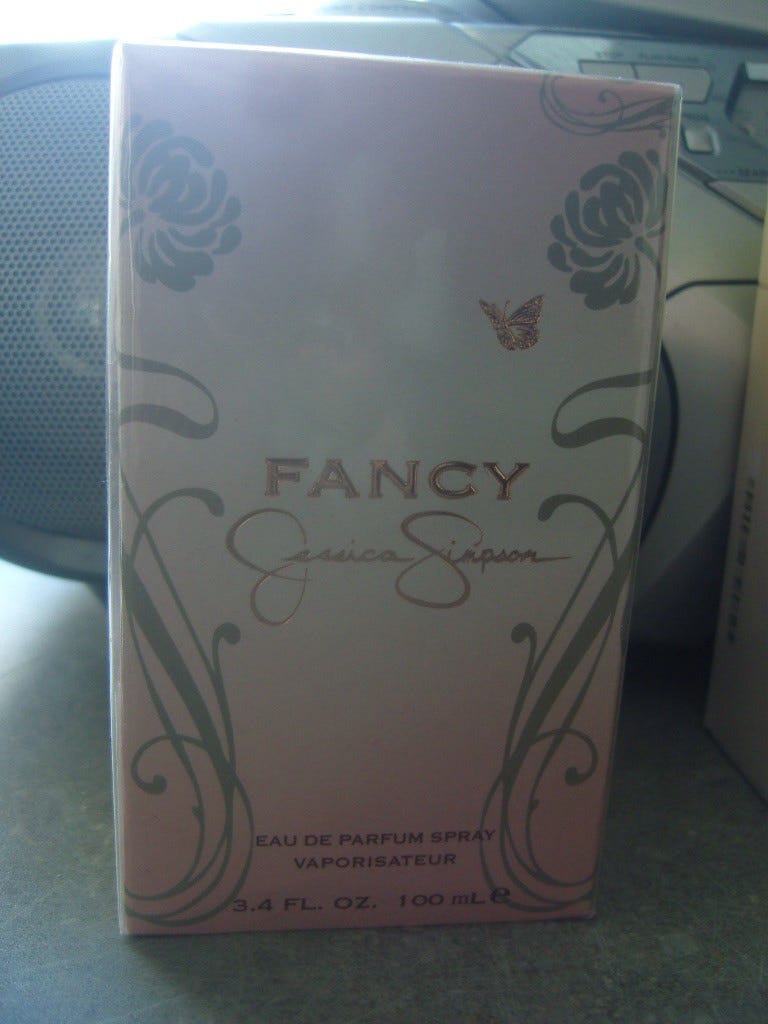 FANCY
Jessica Simpson
EAU DE PARFUM SPRAY
VAPORISATEUR
3.4 FL. OZ. 100 mL ℮